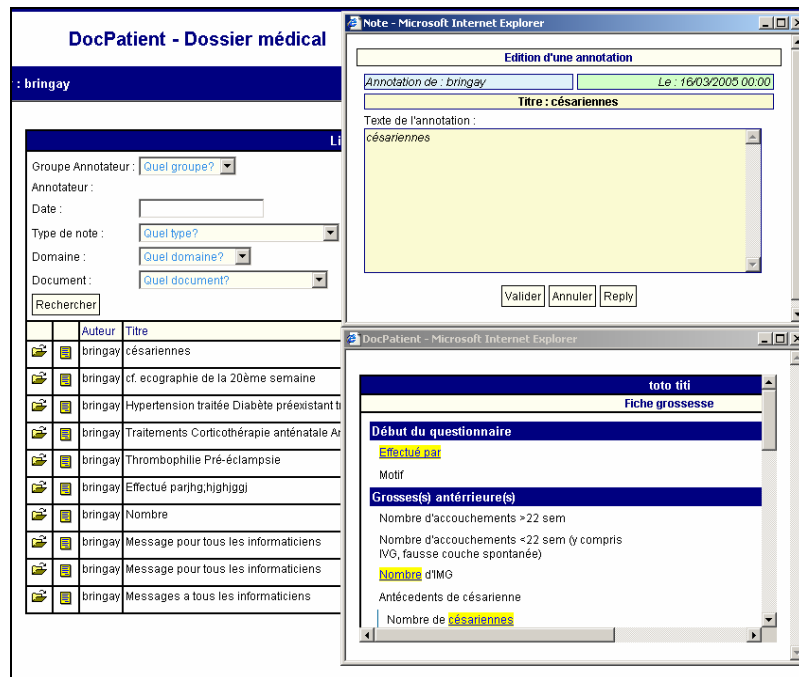 DocPatient - Dossier médical
: bringay
Li
Groupe Annotateur : Quel groupe?
Annotateur :
Date :
Type de note : Quel type?
Domaine : Quel domaine?
Document : Quel document?
Rechercher
Auteur Titre
bringay césariennes
bringay cf. ecographie de la 20ème semaine
bringay Hypertension traitée Diabète préexistant tr
bringay Traitements Corticothérapie anténatale Ar
bringay Thrombophilie Pré-éclampsie
bringay Effectué parjhg;hjghjggj
bringay Nombre
bringay Message pour tous les informaticiens
bringay Message pour tous les informaticiens
bringay Messages a tous les informaticiens
Note - Microsoft Internet Explorer
Edition d'une annotation
Annotation de : bringay Le : 16/03/2005 00:00
Titre : césariennes
Texte de l'annotation :
césariennes
Valider Annuler Reply
DocPatient - Microsoft Internet Explorer
toto titi
Fiche grossesse
Début du questionnaire
Effectué par
Motif
Grosses(s) antérrieure(s)
Nombre d'accouchements >22 sem
Nombre d'accouchements <22 sem (y compris
IVG, fausse couche spontanée)
Nombre d'IMG
Antécedents de césarienne
Nombre de césariennes